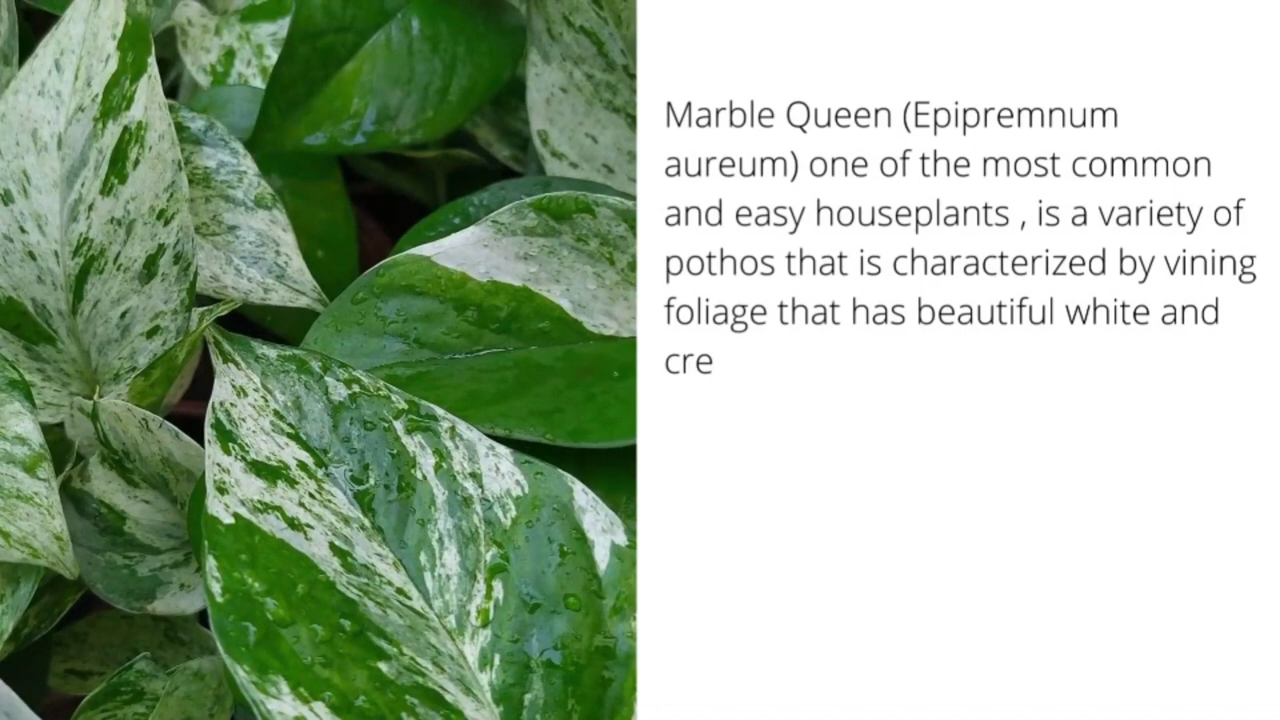 Marble Queen (Epipremnum
aureum) one of the most common
and easy houseplants , is a variety of
pothos that is characterized by vining
foliage that has beautiful white and
cre